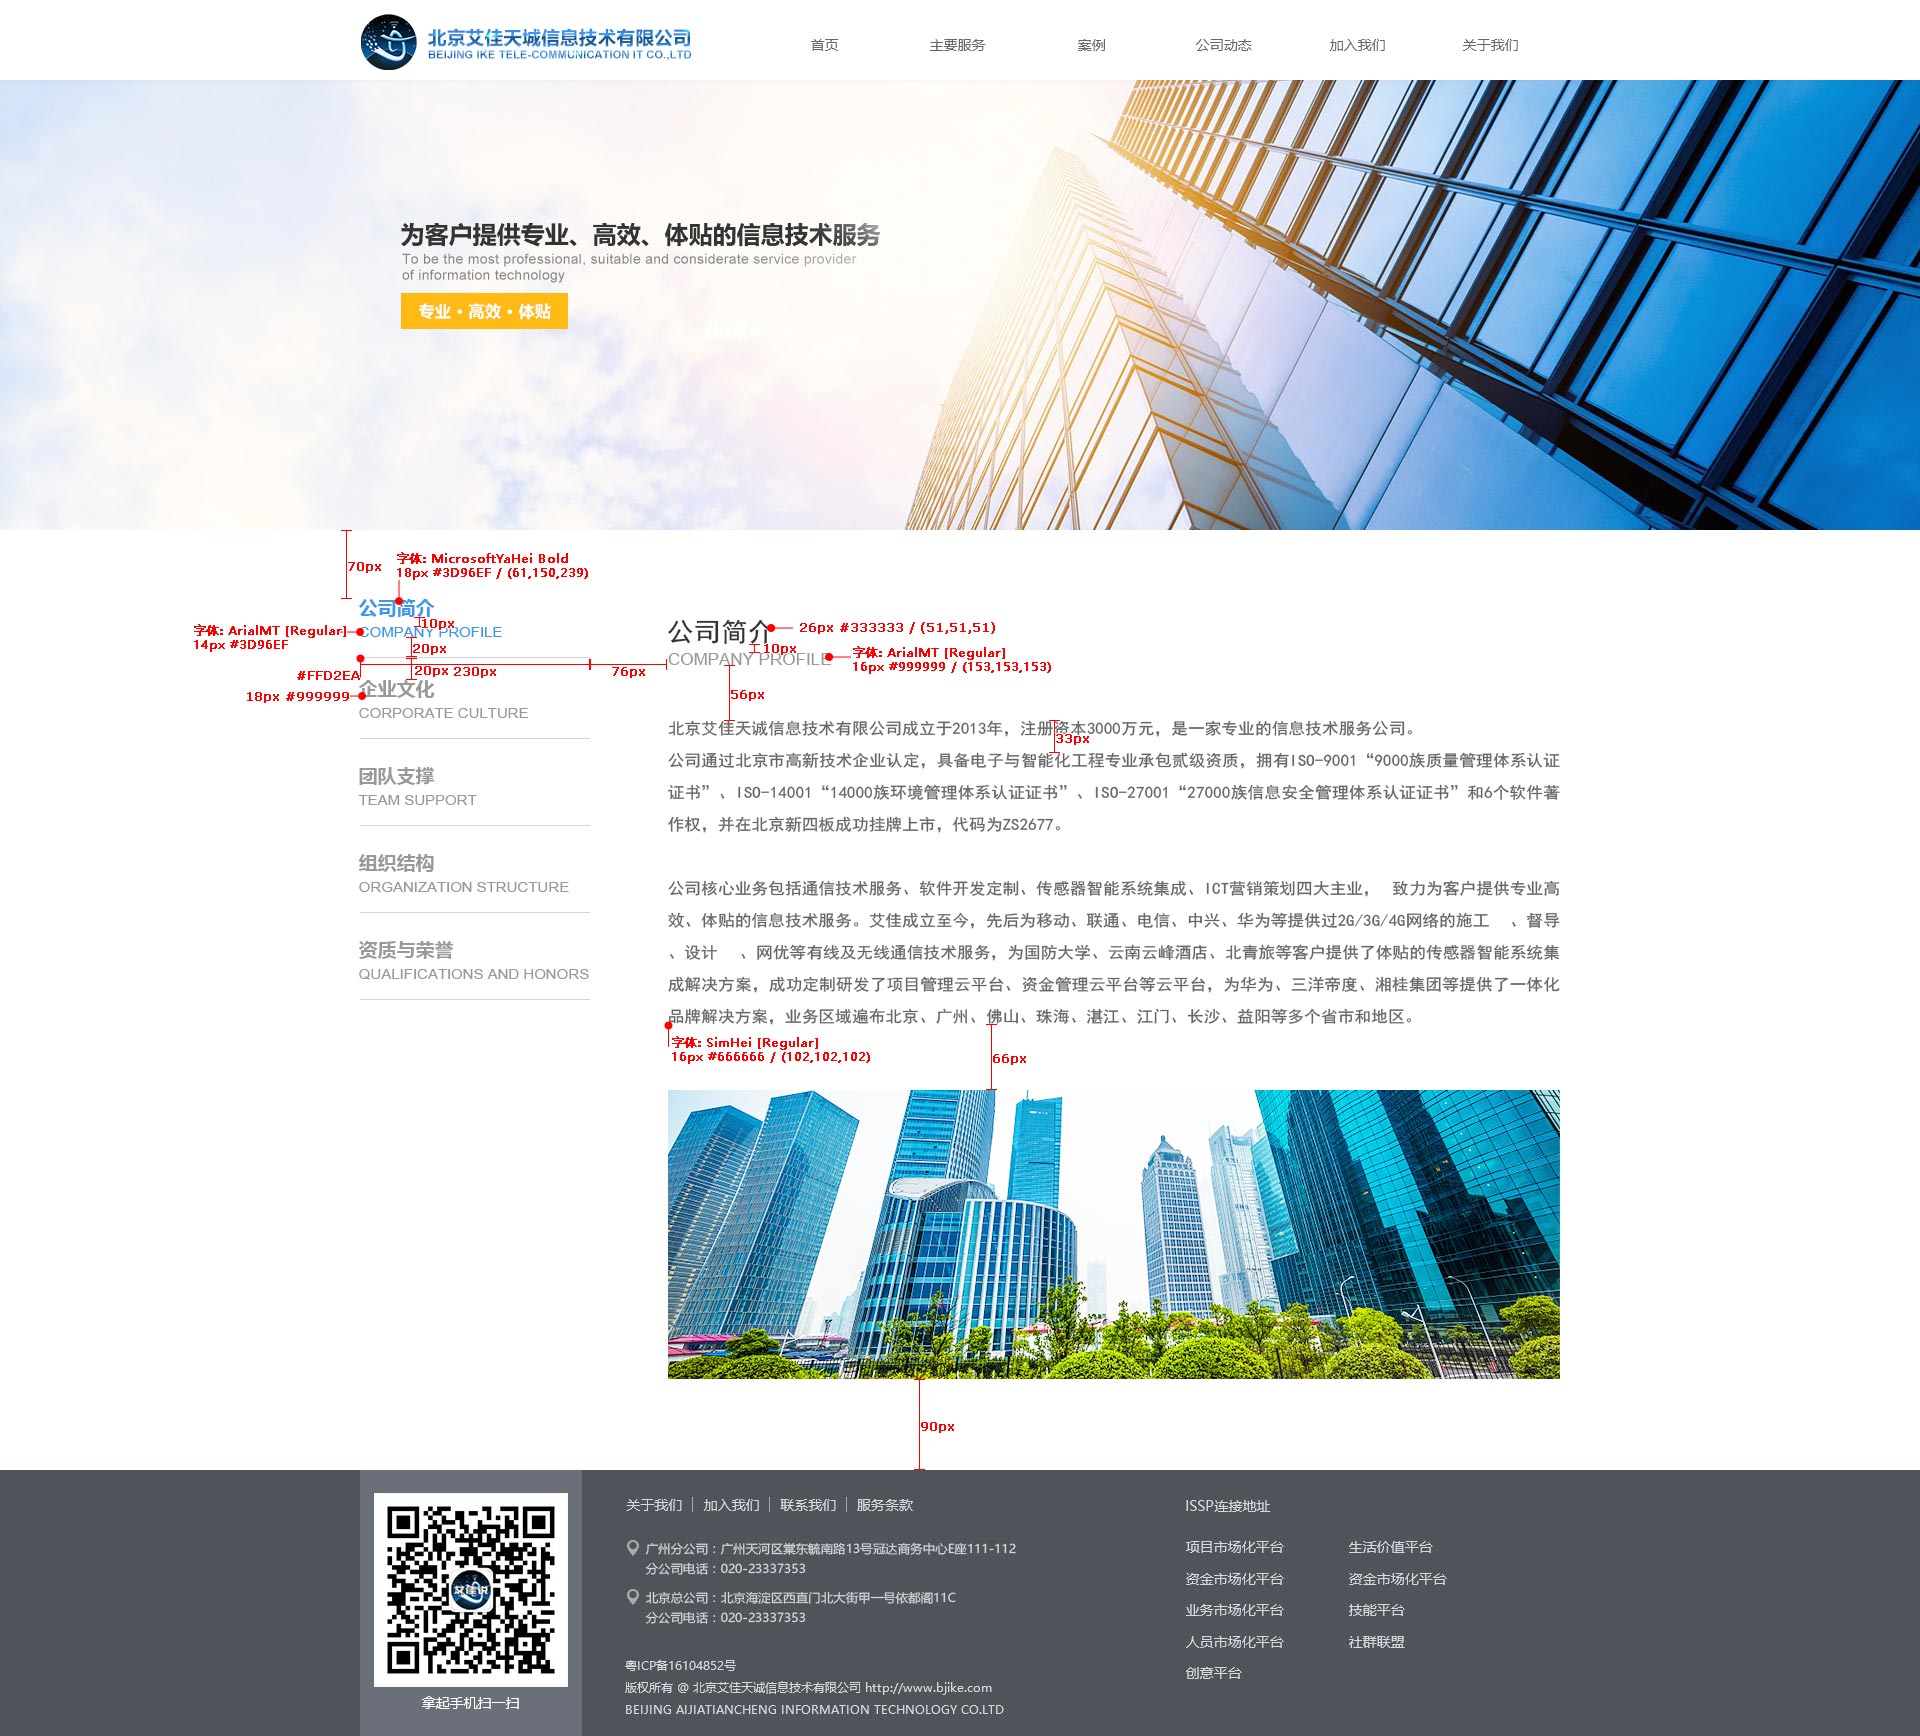 北京艾佳天诚信息技术有限公司
BEIJING IKE TELE-COMMUNICATION IT CO.,LTD
首页 主要服务 案例 公司动态 加入我们 关于我们
为客户提供专业、高效、体贴的信息技术服务
To be the most professional, suitable and considerate service provider
of information technology
专业·高效·体贴
70px
字体: MicrosoftYaHei Bold
18px #3D96EF / (61,150,239)
公司简介
10px
字体: ArialMT [Regular]
14px #3D96EF
COMPANY PROFILE
20px
#FFD2EA
20px 230px
76px
18px #999999
企业文化
CORPORATE CULTURE
团队支撑
TEAM SUPPORT
组织结构
ORGANIZATION STRUCTURE
资质与荣誉
QUALIFICATIONS AND HONORS
公司简介
26px #333333 / (51,51,51)
10px
COMPANY PROFILE
字体: ArialMT [Regular]
16px #999999 / (153,153,153)
56px
北京艾佳天诚信息技术有限公司成立于2013年，注册资本3000万元，是一家专业的信息技术服务公司。
33px
公司通过北京市高新技术企业认定，具备电子与智能化工程专业承包贰级资质，拥有ISO-9001“9000族质量管理体系认证
证书”、ISO-14001“14000族环境管理体系认证证书”、ISO-27001“27000族信息安全管理体系认证证书”和6个软件著
作权，并在北京新四板成功挂牌上市，代码为ZS2677。
公司核心业务包括通信技术服务、软件开发定制、传感器智能系统集成、ICT营销策划四大主业， 致力为客户提供专业高
效、体贴的信息技术服务。艾佳成立至今，先后为移动、联通、电信、中兴、华为等提供过2G/3G/4G网络的施工 、督导
、设计 、网优等有线及无线通信技术服务，为国防大学、云南云峰酒店、北青旅等客户提供了体贴的传感器智能系统集
成解决方案，成功定制研发了项目管理云平台、资金管理云平台等云平台，为华为、三洋帝度、湘桂集团等提供了一体化
品牌解决方案，业务区域遍布北京、广州、佛山、珠海、湛江、江门、长沙、益阳等多个省市和地区。
字体: SimHei [Regular]
16px #666666 / (102,102,102)
66px
90px
艾佳说
拿起手机扫一扫
关于我们 | 加入我们 | 联系我们 | 服务条款
广州分公司：广州天河区棠东毓南路13号冠达商务中心E座111-112
分公司电话：020-23337353
北京总公司：北京海淀区西直门北大街甲一号依都阁11C
分公司电话：020-23337353
粤ICP备16104852号
版权所有 @ 北京艾佳天诚信息技术有限公司 http://www.bjike.com
BEIJING AIJIATIANCHENG INFORMATION TECHNOLOGY CO.LTD
ISSP连接地址
项目市场化平台 生活价值平台
资金市场化平台 资金市场化平台
业务市场化平台 技能平台
人员市场化平台 社群联盟
创意平台